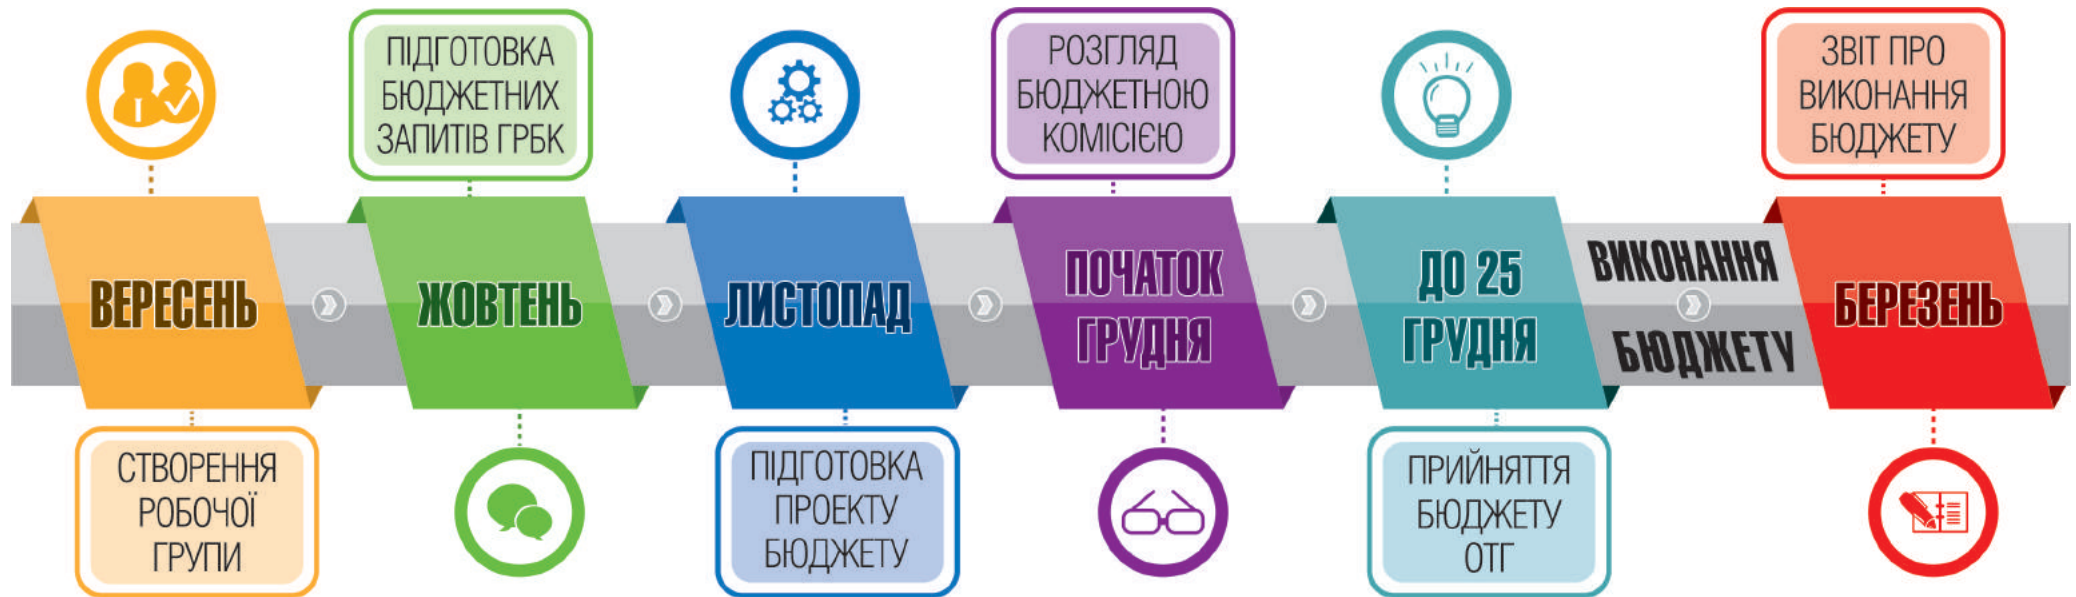 ВЕРЕСЕНЬ
СТВОРЕННЯ
РОБОЧОЇ
ГРУПИ
ПІДГОТОВКА
БЮДЖЕТНИХ
ЗАПИТІВ ГРБК
ЖОВТЕНЬ
ЛИСТОПАД
ПІДГОТОВКА
ПРОЕКТУ
БЮДЖЕТУ
РОЗГЛЯД
БЮДЖЕТНОЮ
КОМІСІЄЮ
ПОЧАТОК
ГРУДНЯ
ДО 25
ГРУДНЯ
ПРИЙНЯТТЯ
БЮДЖЕТУ
ОТГ
ВИКОНАННЯ
БЮДЖЕТУ
ЗВІТ ПРО
ВИКОНАННЯ
БЮДЖЕТУ
БЕРЕЗЕНЬ